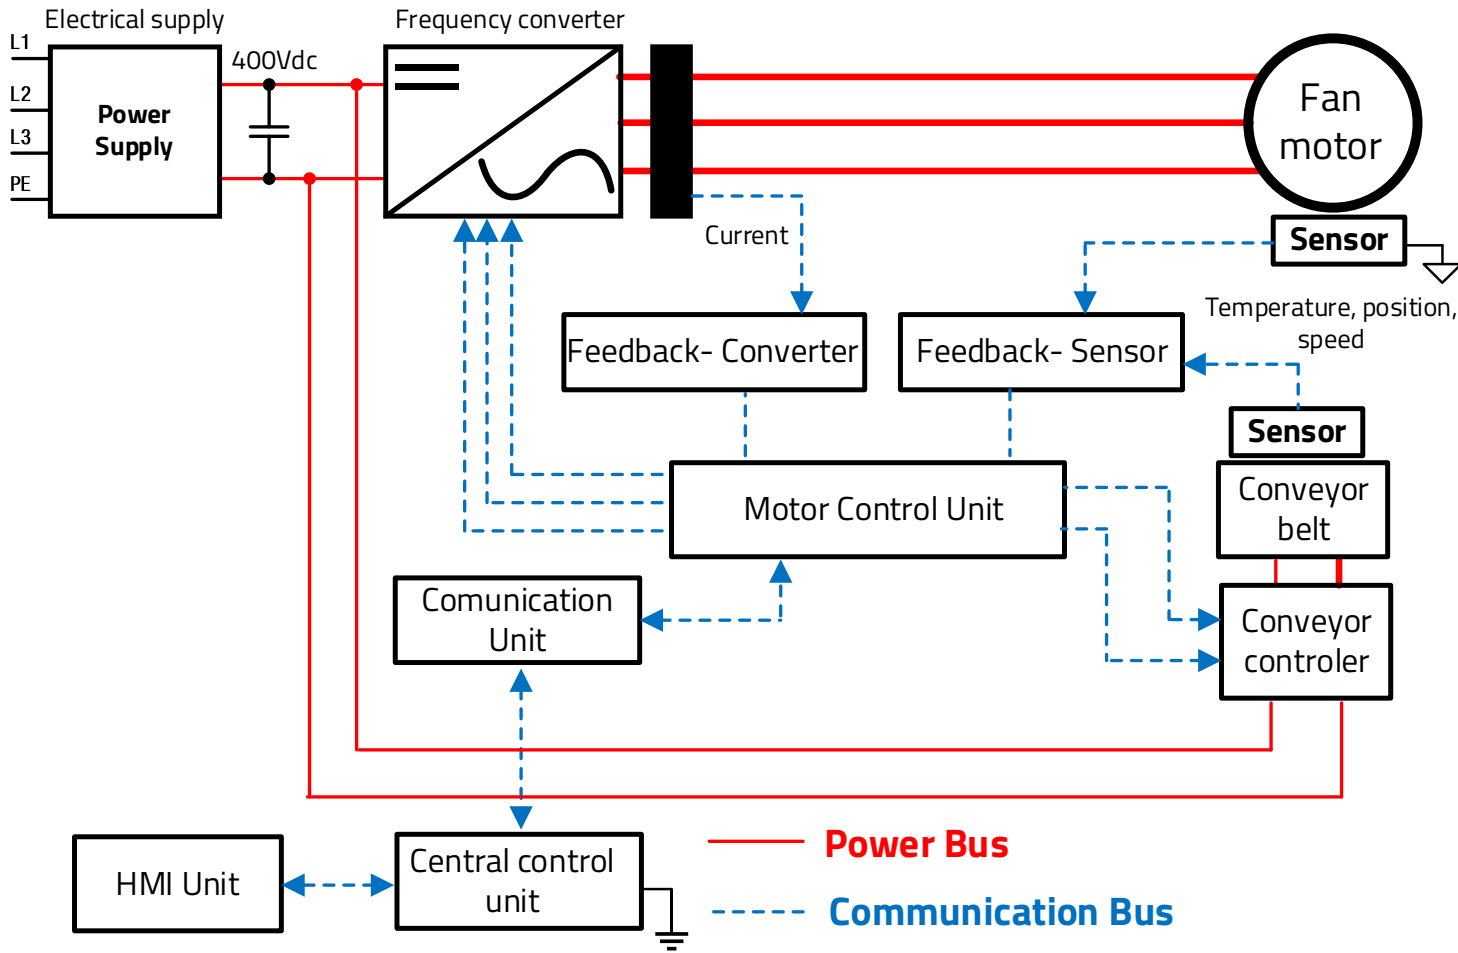 Electrical supply
Frequency converter
L1
L2
L3
PE
Power
Supply
400Vdc
Fan
motor
Current
Sensor
Temperature, position,
speed
Feedback- Converter
Feedback- Sensor
Sensor
Conveyor
belt
Motor Control Unit
Comunication
Unit
Conveyor
controler
HMI Unit
Central control
unit
Power Bus
Communication Bus